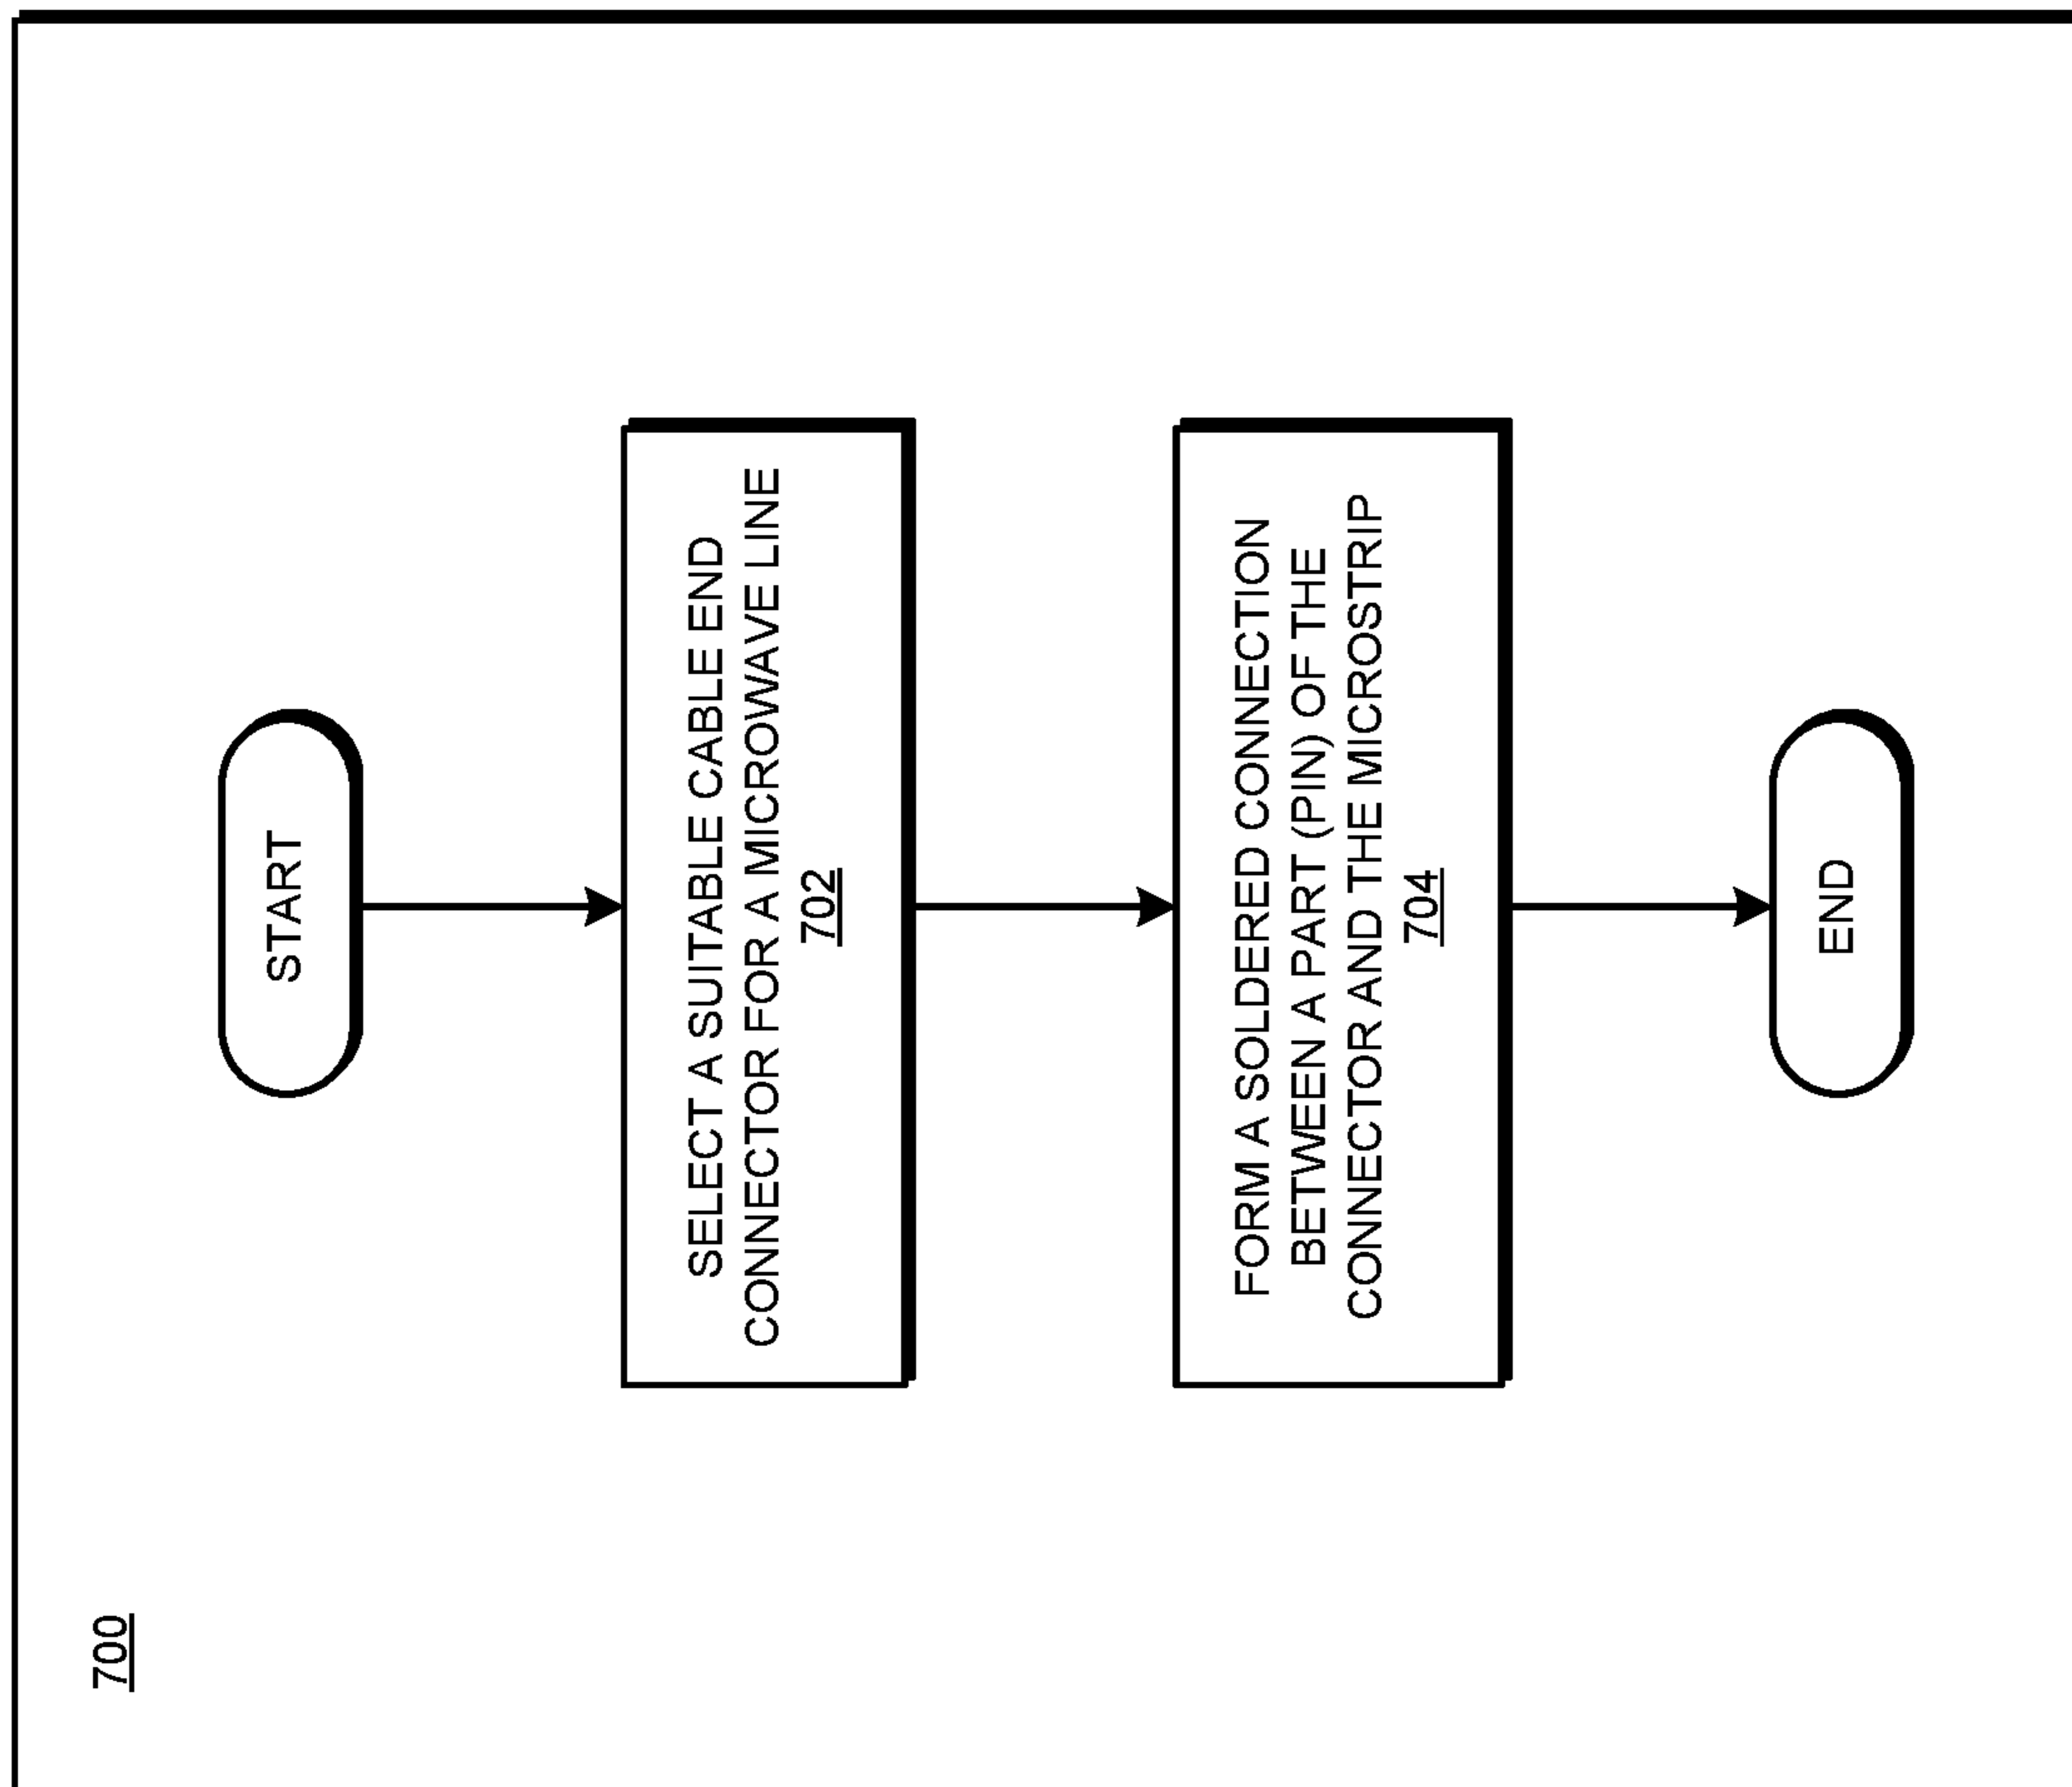 700
START
SELECT A SUITABLE CABLE END
CONNECTOR FOR A MICROWAVE LINE
702
FORM A SOLDERED CONNECTION
BETWEEN A PART (PIN) OF THE
CONNECTOR AND THE MICROSTRIP
704
END